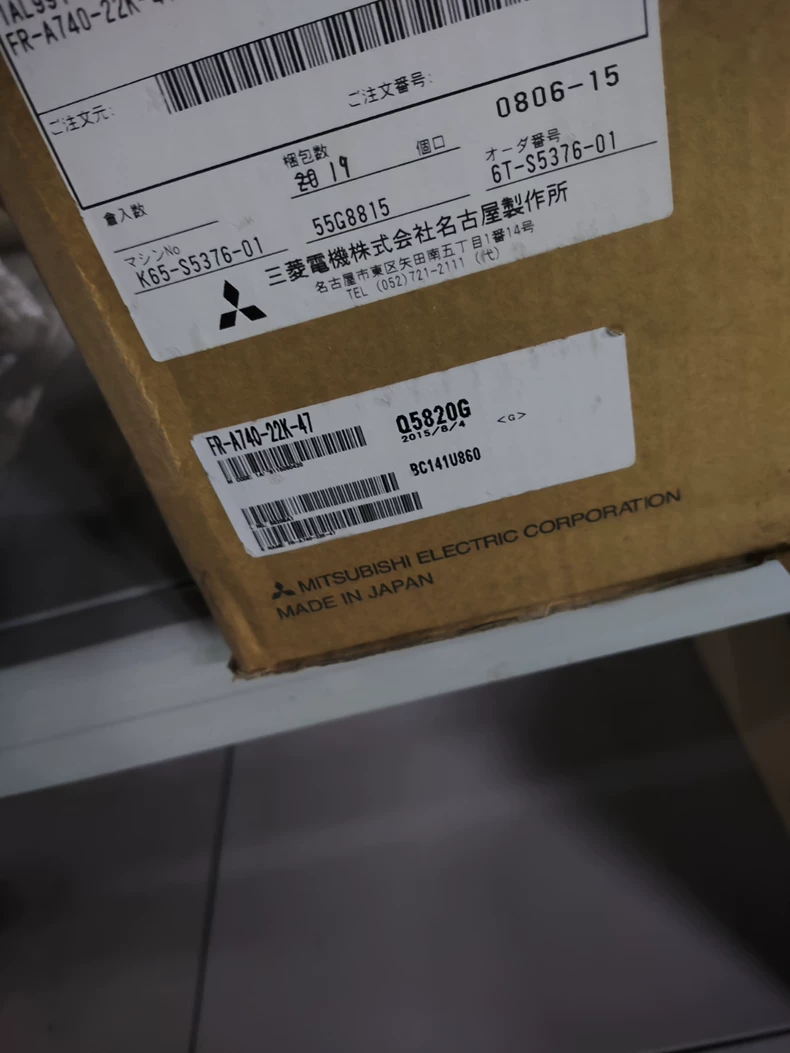 FR-A740-22K-47
ご注文元:
ご注文番号:
0806-15
梱包数
個口
オーダ番号
19
6T-S5376-01
倉入数
マシンNo
55G8815
K65-S5376-01
三菱電機株式会社名古屋製作所
名古屋市東区矢田南五丁目1番14号
TEL (052)721-2111 (代)
FR-A740-22K-47
Q5820G
<G>
2015/8/4
BC141U860
MITSUBISHI ELECTRIC CORPORATION
MADE IN JAPAN